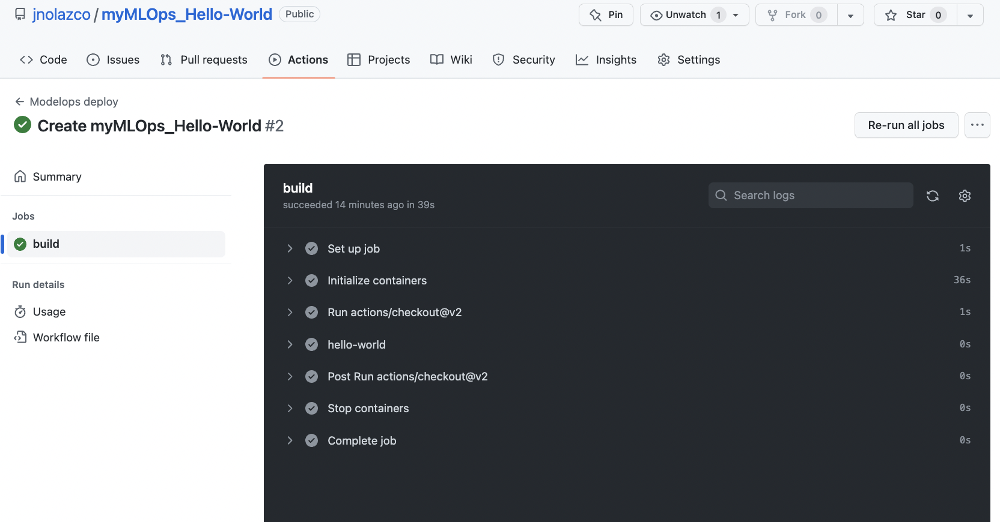 jnolazco / myMLOps_Hello-World Public Pin Unwatch 1 Fork 0 Star 0
Code Issues Pull requests Actions Projects Wiki Security Insights Settings
← Modelops deploy
Create myMLOps_Hello-World #2
Re-run all jobs
Summary
Jobs
build
Run details
Usage
Workflow file
build
succeeded 14 minutes ago in 39s
Search logs
Set up job 1s
Initialize containers 36s
Run actions/checkout@v2 1s
hello-world 0s
Post Run actions/checkout@v2 0s
Stop containers 0s
Complete job 0s